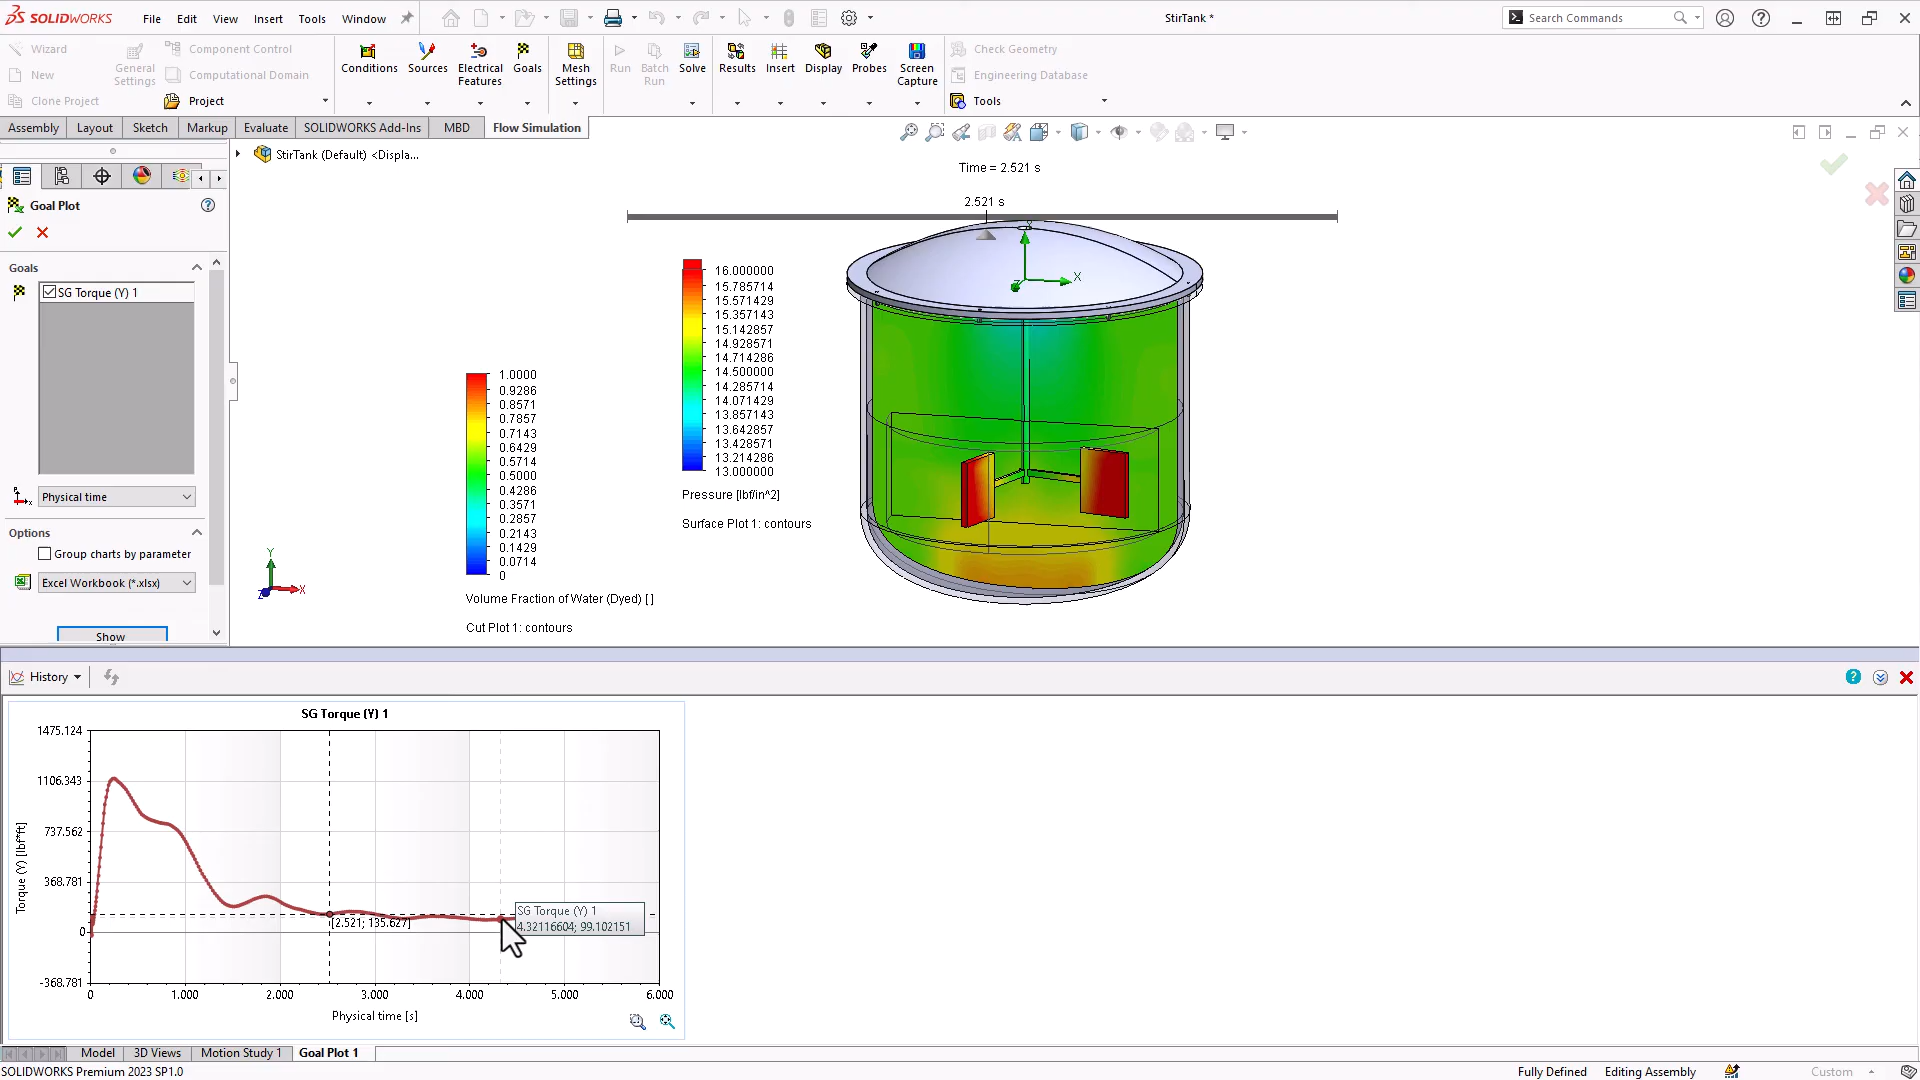 SOLIDWORKS
File Edit View Insert Tools Window
StirTank *
Search Commands
Wizard
New
Clone Project
General Settings
Component Control
Computational Domain
Project
Conditions
Sources
Electrical Features
Goals
Mesh Settings
Run
Batch Run
Solve
Results
Insert
Display
Probes
Screen Capture
Check Geometry
Engineering Database
Tools
Assembly Layout Sketch Markup Evaluate SOLIDWORKS Add-Ins MBD Flow Simulation
StirTank (Default) <Displa...
Goal Plot
Goals
SG Torque (Y) 1
Physical time
Options
Group charts by parameter
Excel Workbook (*.xlsx)
Show
Time = 2.521 s
2.521 s
Y
X
16.000000
15.785714
15.571429
15.357143
15.142857
14.928571
14.714286
14.500000
14.285714
14.071429
13.857143
13.642857
13.428571
13.214286
13.000000
Pressure [lbf/in^2]
Surface Plot 1: contours
1.0000
0.9286
0.8571
0.7857
0.7143
0.6429
0.5714
0.5000
0.4286
0.3571
0.2857
0.2143
0.1429
0.0714
0
Volume Fraction of Water (Dyed) [ ]
Cut Plot 1: contours
Y
X
Z
History
SG Torque (Y) 1
1475.124
1106.343
737.562
368.781
0
-368.781
Torque (Y) [lbf*ft]
[2.521; 135.627]
SG Torque (Y) 1
4.32116604; 99.102151
0 1.000 2.000 3.000 4.000 5.000 6.000
Physical time [s]
Model 3D Views Motion Study 1 Goal Plot 1
SOLIDWORKS Premium 2023 SP1.0
Fully Defined Editing Assembly Custom